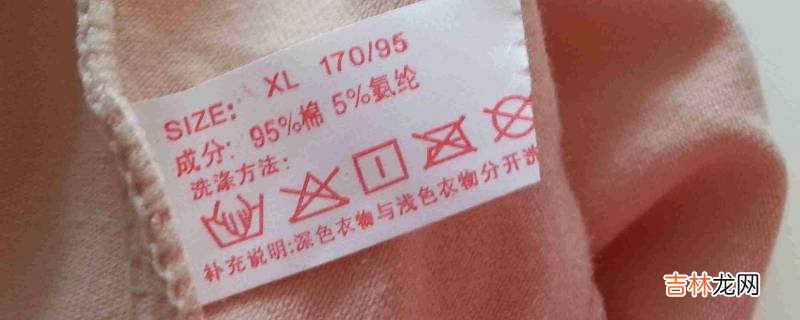 SIZE: XL 170/95
成分: 95%棉 5%氨纶
洗涤方法:
补充说明:深色衣物与浅色衣物分开洗
吉林龙网